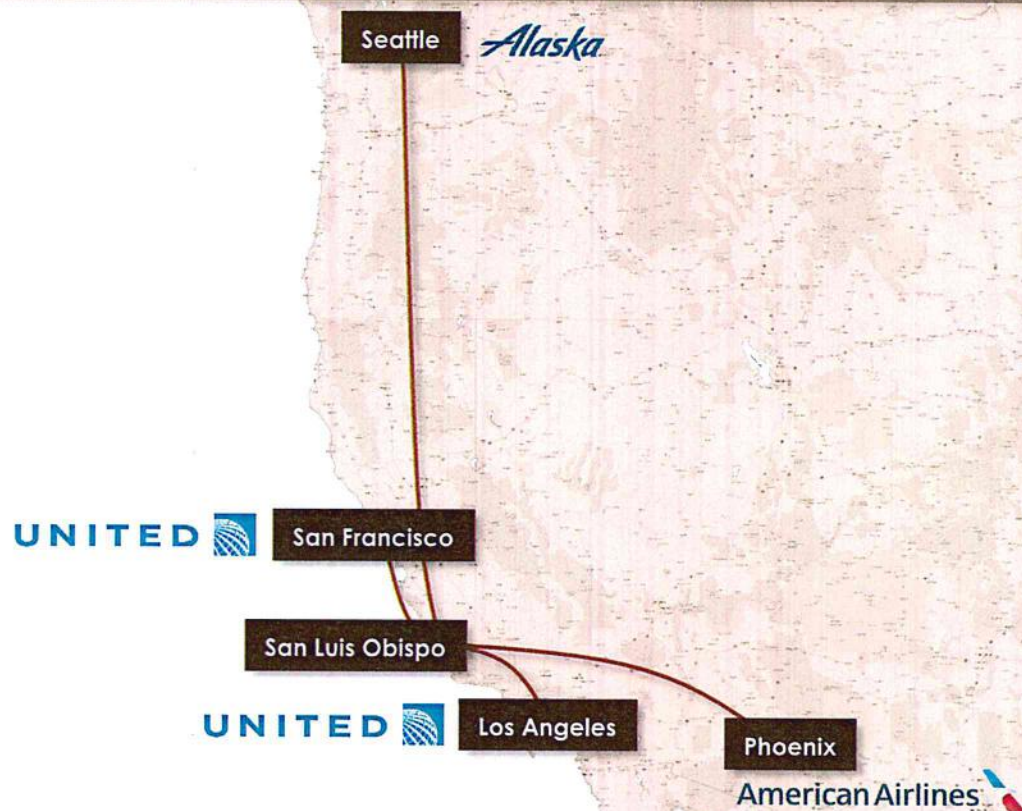 Seattle
Alaska
UNITED
San Francisco
San Luis Obispo
UNITED
Los Angeles
Phoenix
American Airlines